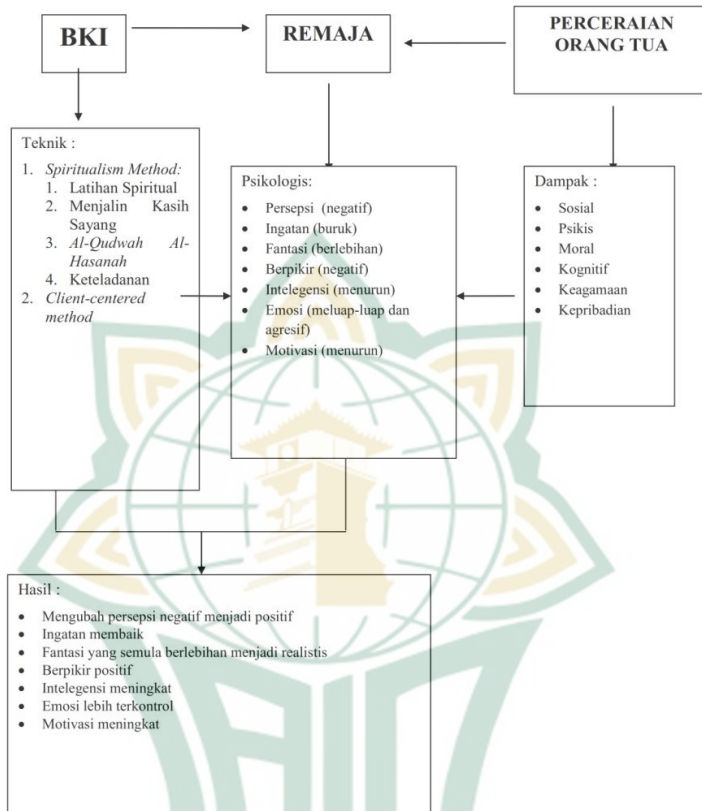 BKI
REMAJA
PERCERAIAN
ORANG TUA
Teknik :
1. Spiritualism Method:
1. Latihan Spiritual
2. Menjalin Kasih
Sayang
3. Al-Qudwah Al-
Hasanah
4. Keteladanan
2. Client-centered
method
Psikologis:
• Persepsi (negatif)
• Ingatan (buruk)
• Fantasi (berlebihan)
• Berpikir (negatif)
• Intelegensi (menurun)
• Emosi (meluap-luap dan
agresif)
• Motivasi (menurun)
Dampak :
• Sosial
• Psikis
• Moral
• Kognitif
• Keagamaan
• Kepribadian
Hasil :
• Mengubah persepsi negatif menjadi positif
• Ingatan membaik
• Fantasi yang semula berlebihan menjadi realistis
• Berpikir positif
• Intelegensi meningkat
• Emosi lebih terkontrol
• Motivasi meningkat